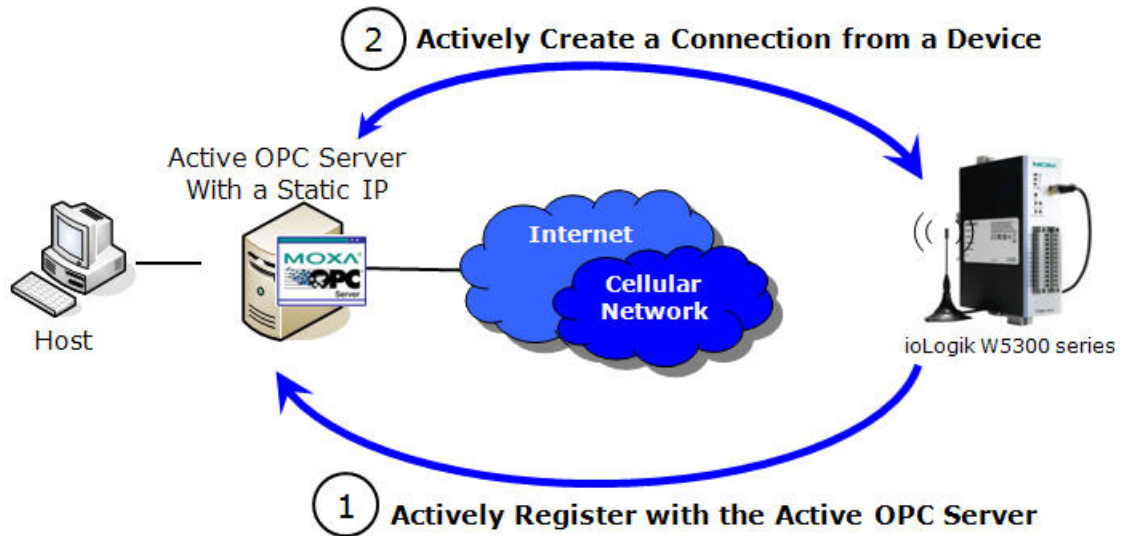 2 Actively Create a Connection from a Device
Active OPC Server
With a Static IP
MOXA®
OPC
Server
Internet
Cellular
Network
MOXA
Host
ioLogik W5300 series
1 Actively Register with the Active OPC Server